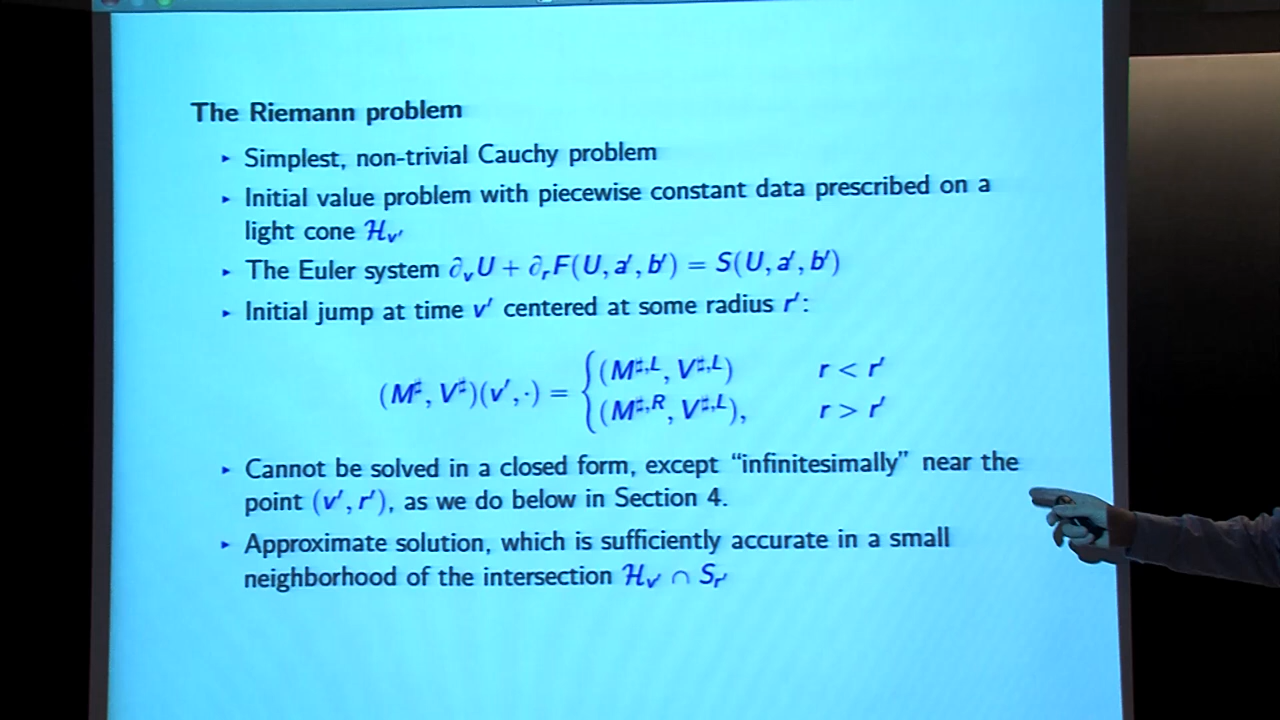 The Riemann problem
▸ Simplest, non-trivial Cauchy problem
▸ Initial value problem with piecewise constant data prescribed on a
light cone ℋ_{v′}
▸ The Euler system ∂_v U + ∂_r F(U, a′, b′) = S(U, a′, b′)
▸ Initial jump at time v′ centered at some radius r′:
(M^♯, V^♯)(v′, ·) = { (M^{♯,L}, V^{♯,L}) r < r′
(M^{♯,R}, V^{♯,L}), r > r′
▸ Cannot be solved in a closed form, except “infinitesimally” near the
point (v′, r′), as we do below in Section 4.
▸ Approximate solution, which is sufficiently accurate in a small
neighborhood of the intersection ℋ_{v′} ∩ S_{r′}